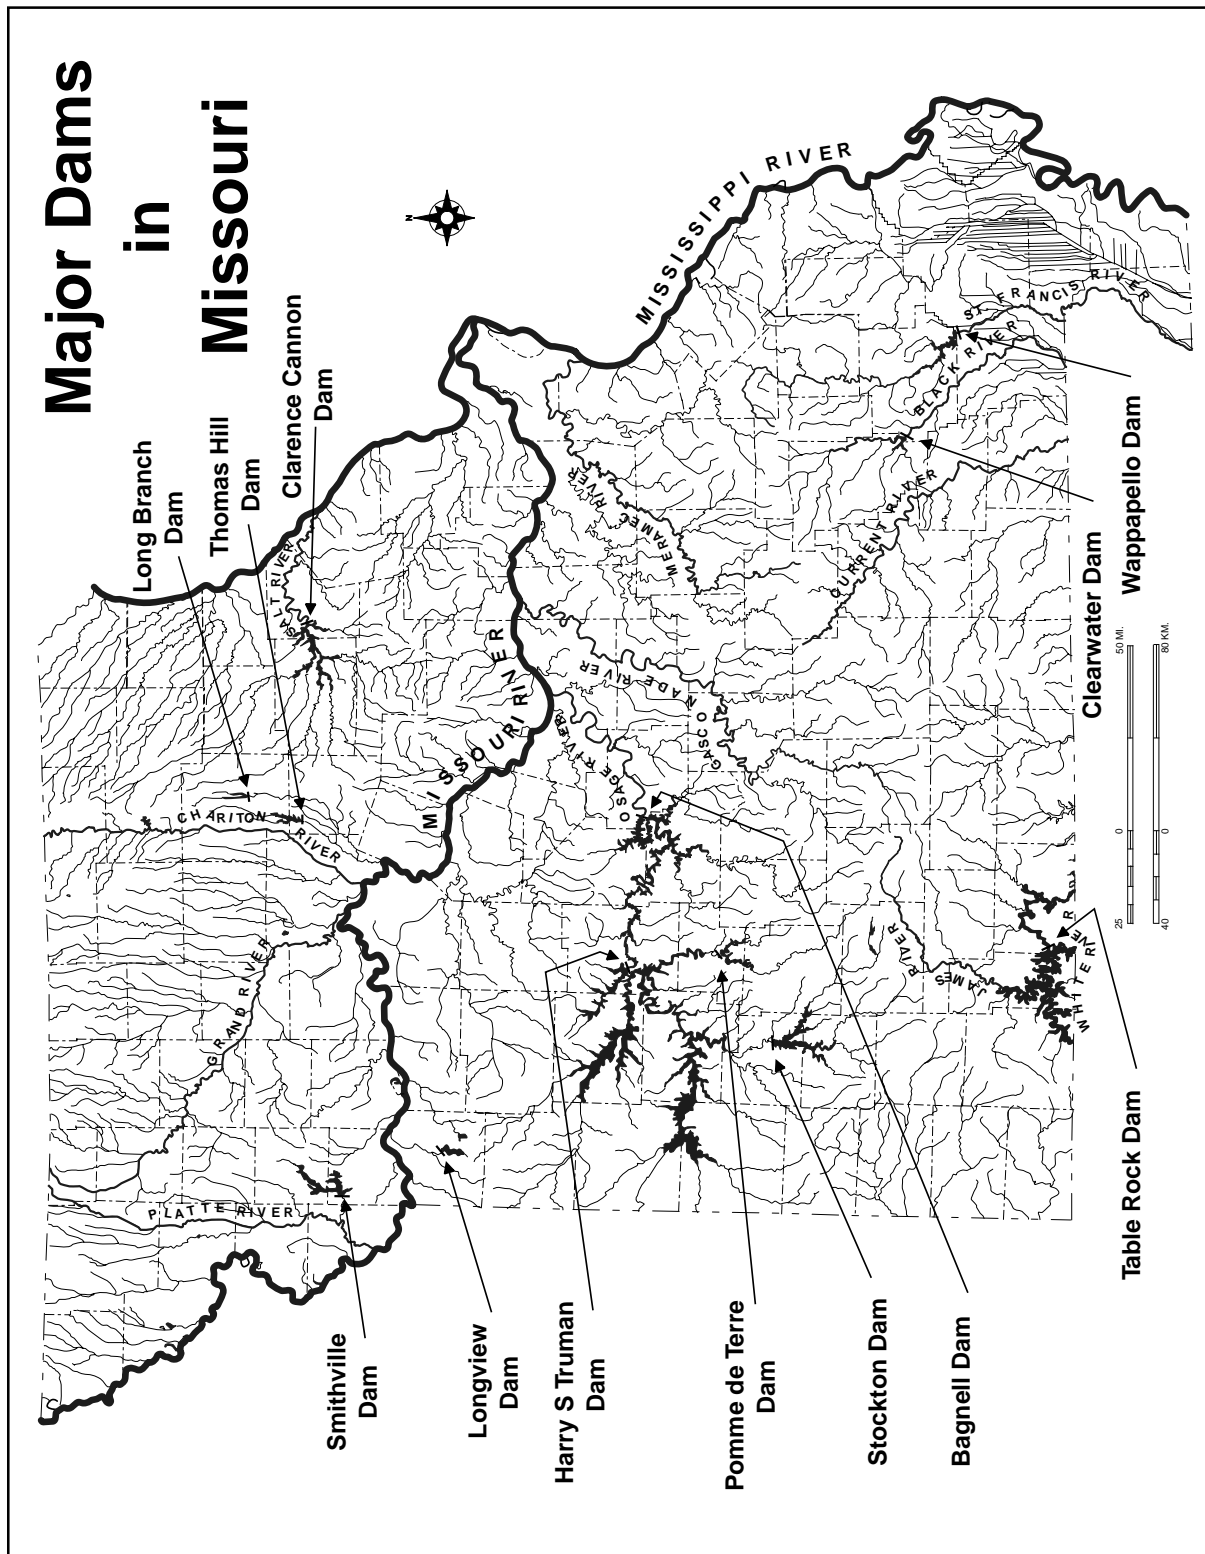 Major Dams
in
Missouri
N
Long Branch
Dam
Thomas Hill
Dam
Clarence Cannon
Dam
MISSISSIPPI RIVER
SALT RIVER
CHARITON
RIVER
MISSOURI RINER
GRAND RIVER
PLATTE RIVER
MERAMEC RIVER
GASCO NADE RIVER
OSAGE RIVER
CURRENT RIVER
BLACK RIVER
ST FRANCIS RIVER
JAMES
RIVER
WHITE RIVER
Smithville
Dam
Longview
Dam
Harry S Truman
Dam
Pomme de Terre
Dam
Stockton Dam
Bagnell Dam
Table Rock Dam
Clearwater Dam
Wappapello Dam
25 0 50 MI.
40 0 80 KM.